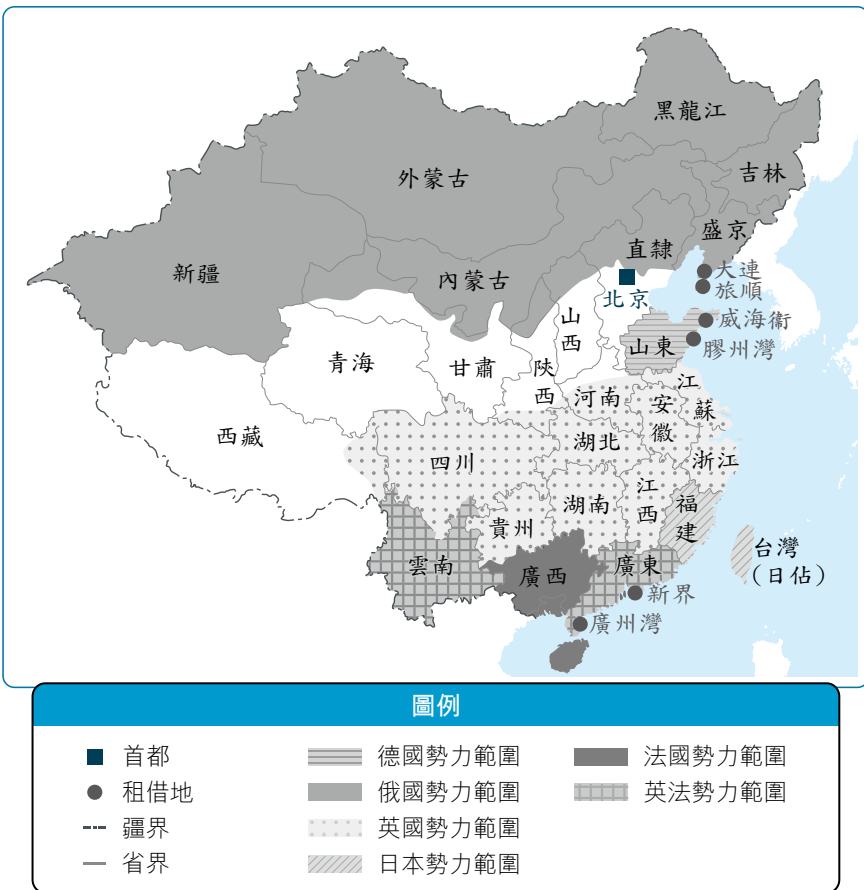 黑龍江
吉林
外蒙古
盛京
直隸
新疆
內蒙古
大連
旅順
北京
山西
威海衞
山東
膠州灣
青海
甘肅
陝西
河南
安徽
江蘇
西藏
四川
湖北
浙江
湖南
江西
貴州
福建
雲南
廣西
廣東
台灣
(日佔)
新界
廣州灣
圖例
首都
德國勢力範圍
法國勢力範圍
租借地
俄國勢力範圍
英法勢力範圍
疆界
英國勢力範圍
省界
日本勢力範圍